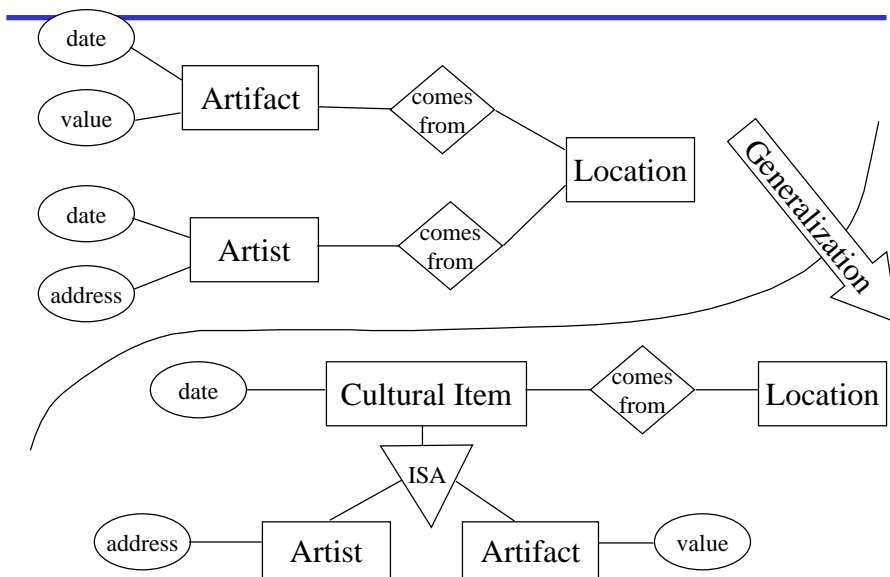 date
Artifact
comes
from
value
Location
Generalization
date
Artist
comes
from
address
date
Cultural Item
comes
from
Location
ISA
address
Artist
Artifact
value